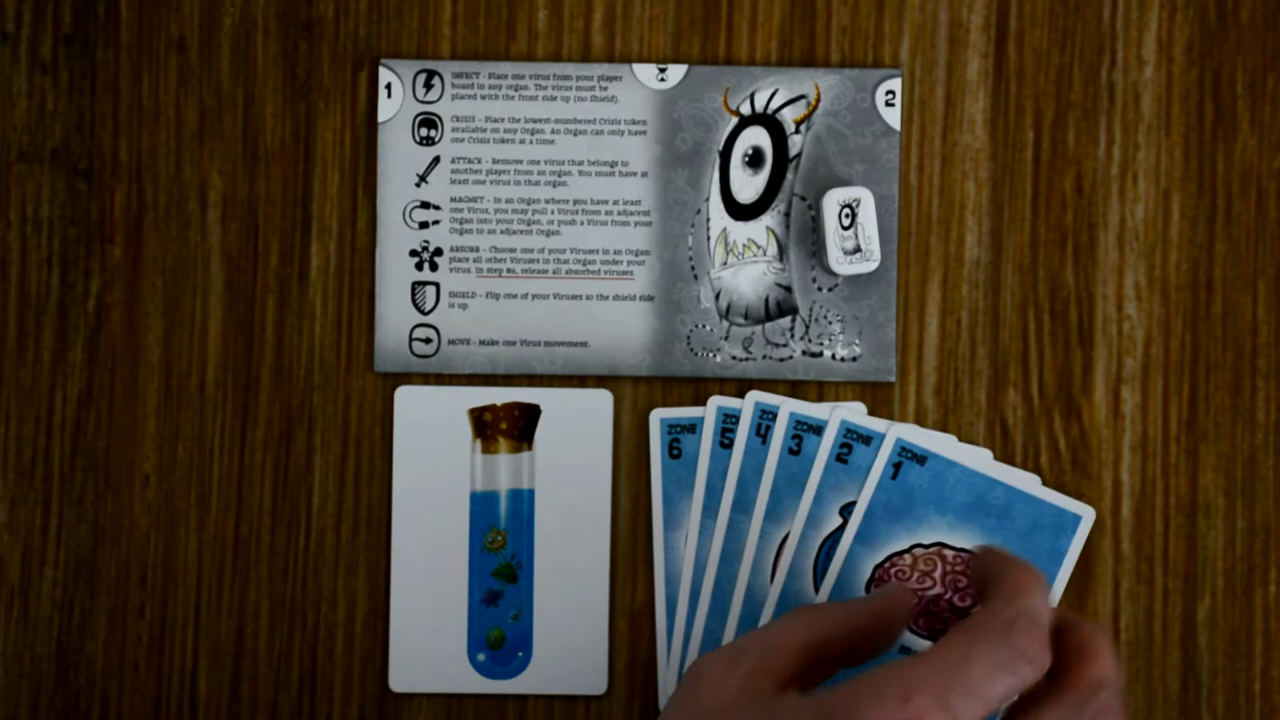 1
INFECT - Place one virus from your player
board in any organ. The virus must be
placed with the front side up (no Shield).
CRISIS - Place the lowest-numbered Crisis token
available on any Organ. An Organ can only have
one Crisis token at a time.
ATTACK - Remove one virus that belongs to
another player from an organ. You must have at
least one virus in that organ.
MAGNET - In an Organ where you have at least
one Virus, you may pull a Virus from an adjacent
Organ into your Organ, or push a Virus from your
Organ to an adjacent Organ.
ABSORB - Choose one of your Viruses in an Organ:
place all other Viruses in that Organ under your
virus. In step #6, release all absorbed viruses.
SHIELD - Flip one of your Viruses so the shield side
is up.
MOVE - Make one Virus movement.
2
ZONE
6
ZONE
5
ZONE
4
ZONE
3
ZONE
2
ZONE
1